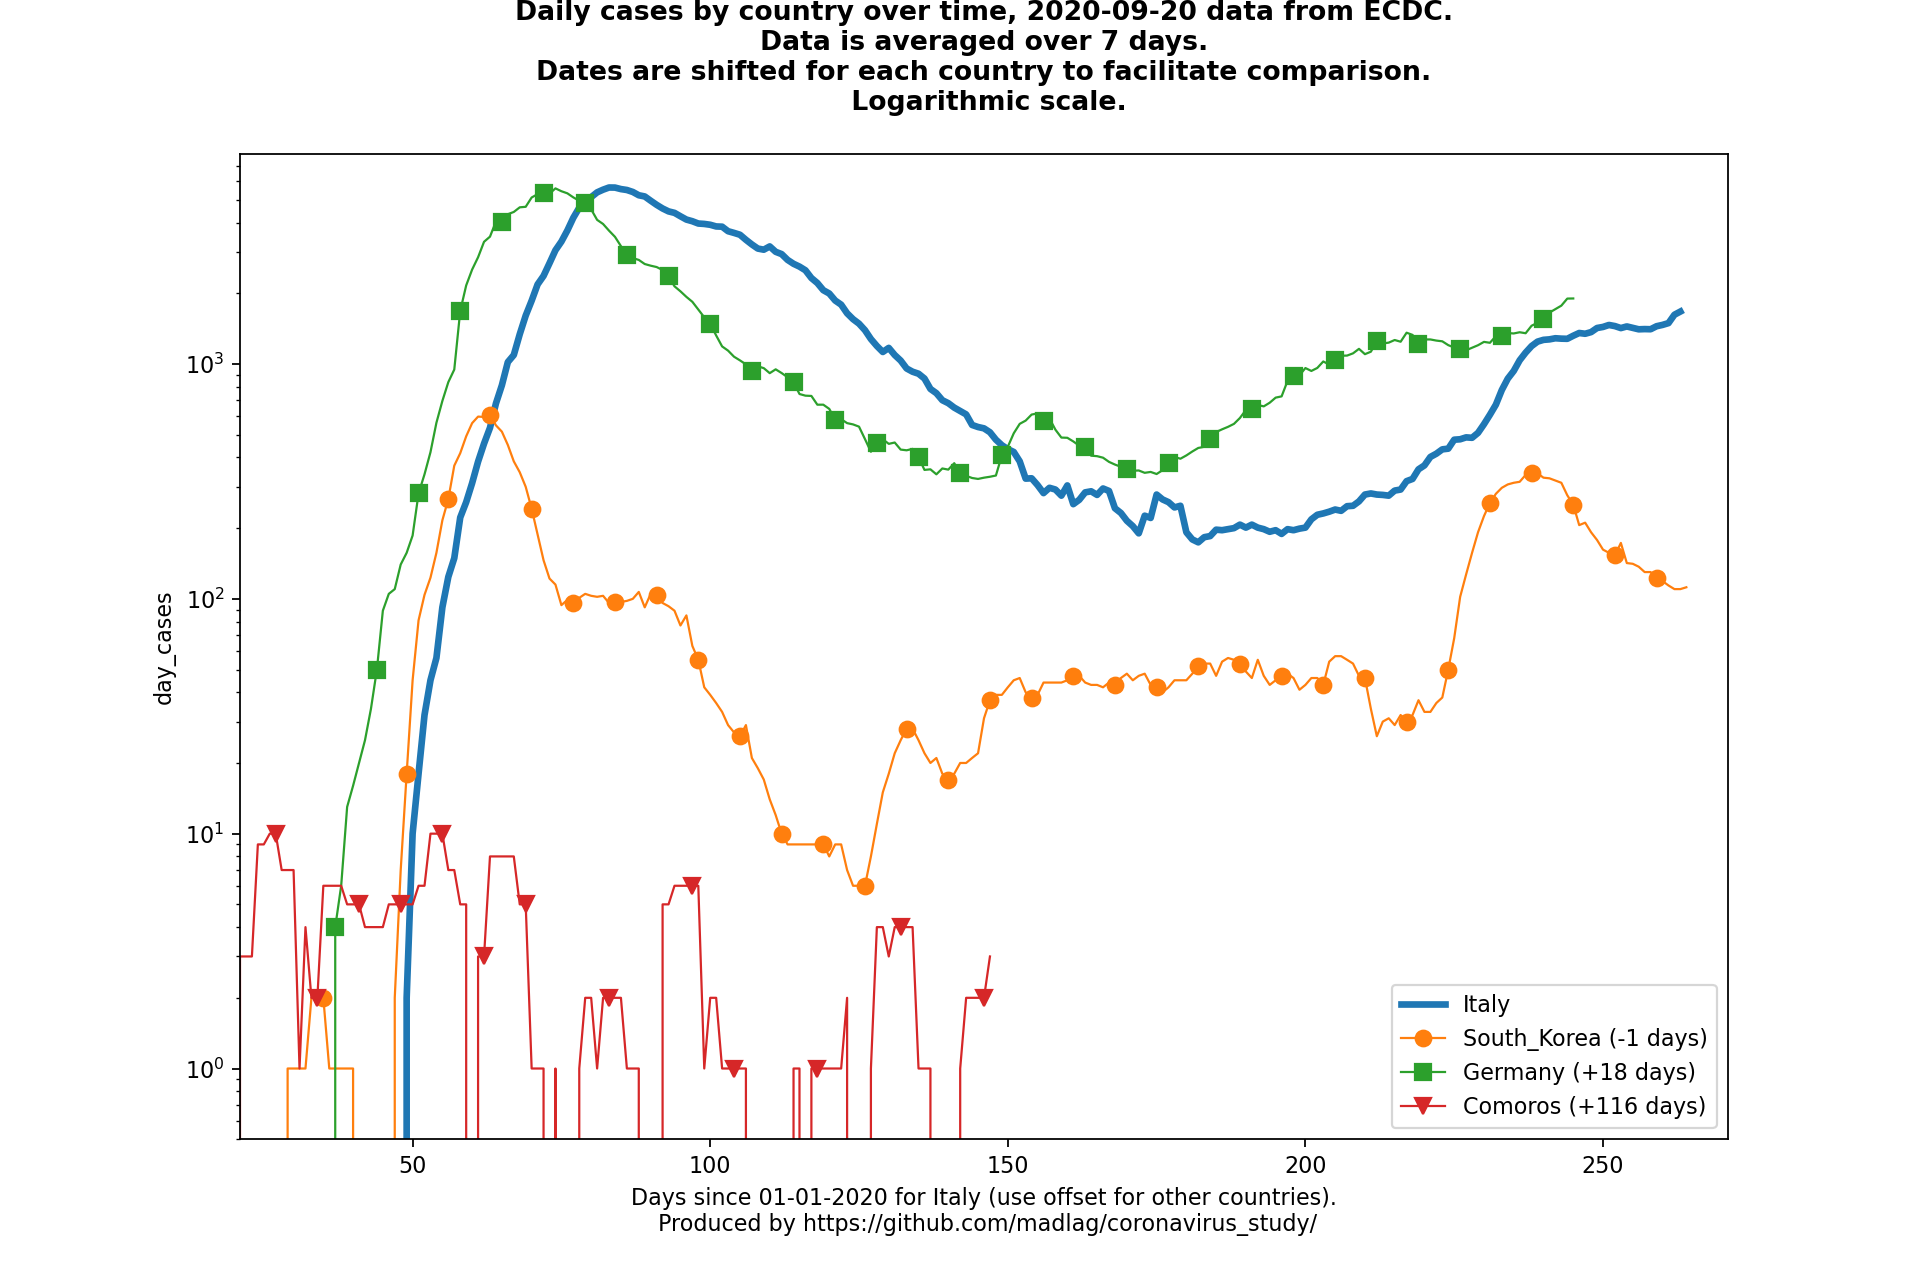 Daily cases by country over time, 2020-09-20 data from ECDC.
Data is averaged over 7 days.
Dates are shifted for each country to facilitate comparison.
Logarithmic scale.
day_cases
10³
10²
10¹
10⁰
50 100 150 200 250
Italy
South_Korea (-1 days)
Germany (+18 days)
Comoros (+116 days)
Days since 01-01-2020 for Italy (use offset for other countries).
Produced by https://github.com/madlag/coronavirus_study/